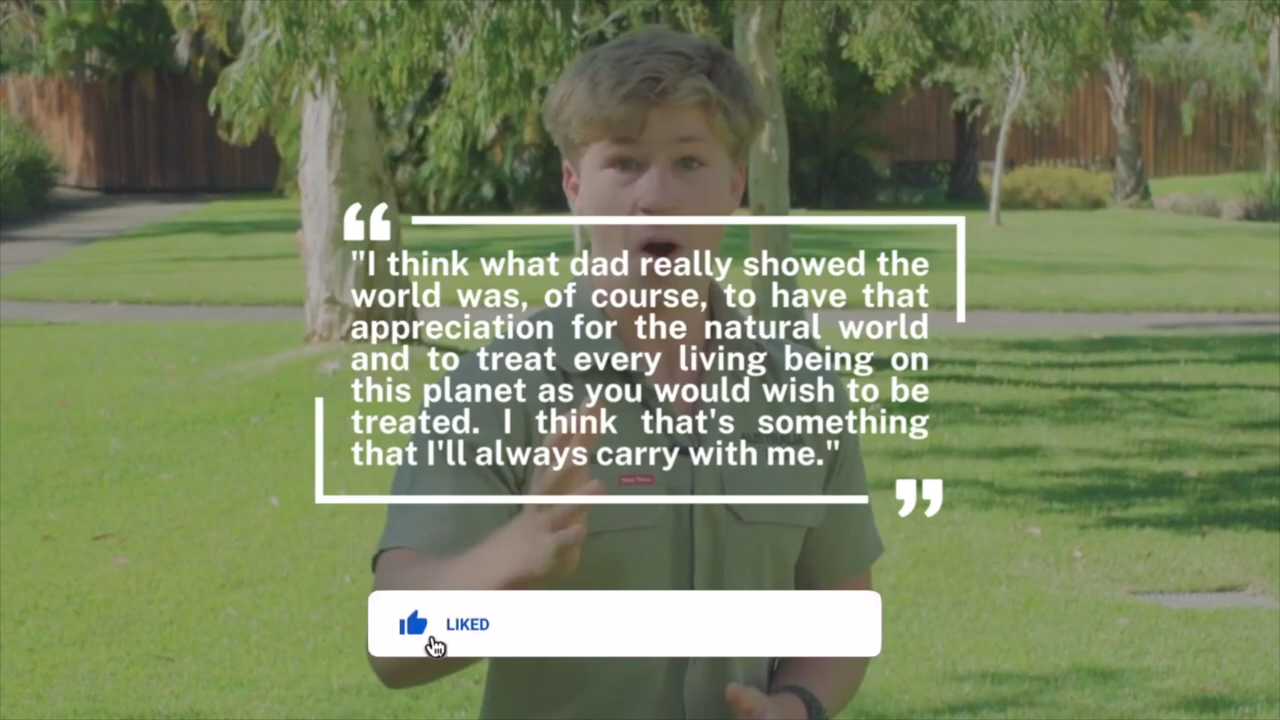 "I think what dad really showed the
world was, of course, to have that
appreciation for the natural world
and to treat every living being on
this planet as you would wish to be
treated. I think that's something
that I'll always carry with me."
LIKED